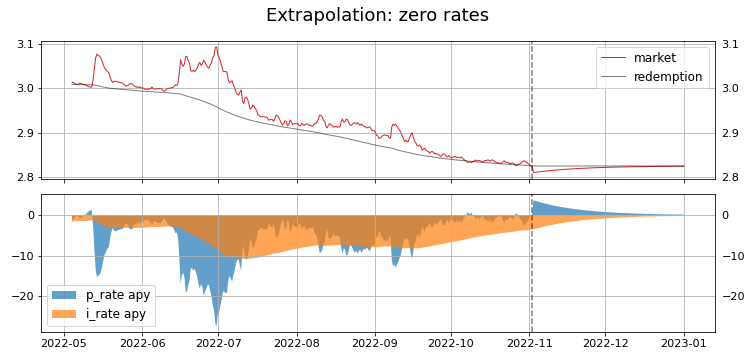 Extrapolation: zero rates
3.1
3.0
2.9
2.8
market
redemption
3.1
3.0
2.9
2.8
0
−10
−20
p_rate apy
i_rate apy
0
−10
−20
2022-05 2022-06 2022-07 2022-08 2022-09 2022-10 2022-11 2022-12 2023-01